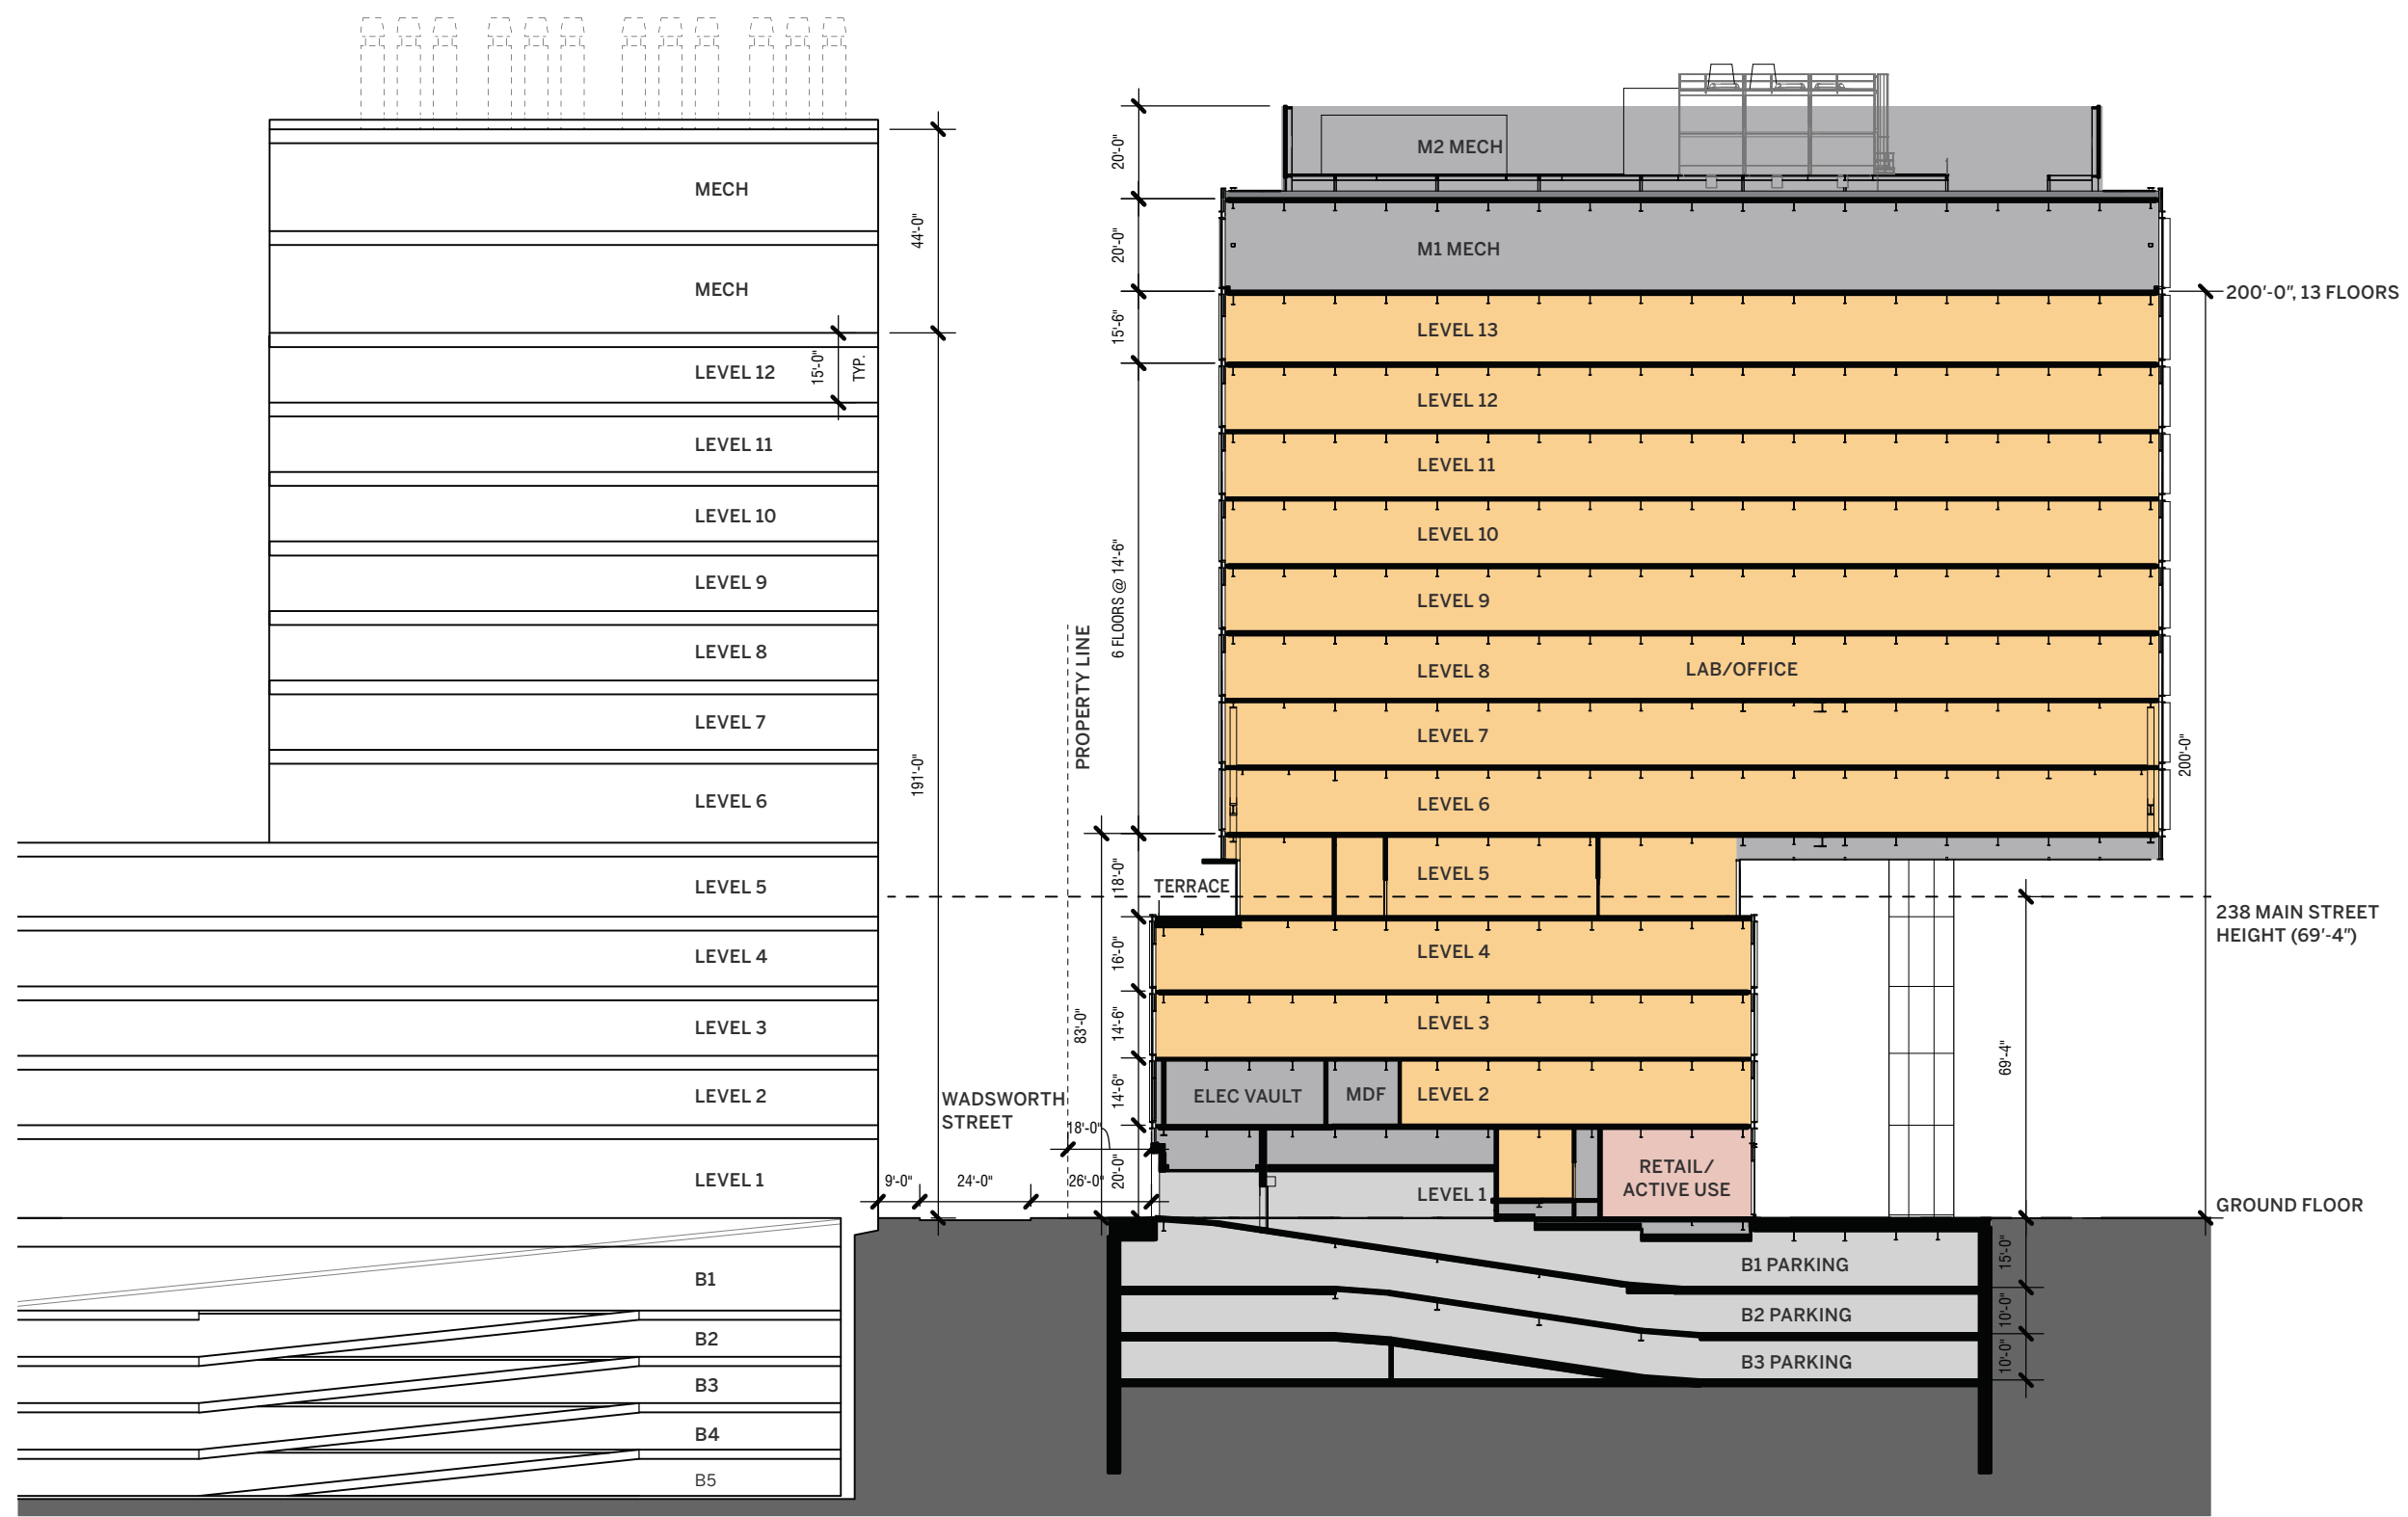 MECH
MECH
LEVEL 12
LEVEL 11
LEVEL 10
LEVEL 9
LEVEL 8
LEVEL 7
LEVEL 6
LEVEL 5
LEVEL 4
LEVEL 3
LEVEL 2
LEVEL 1
B1
B2
B3
B4
B5
15'-0"
TYP.
44'-0"
191'-0"
WADSWORTH
STREET
9'-0"
24'-0"
26'-0"
18'-0"
PROPERTY LINE
83'-0"
20'-0"
20'-0"
15'-6"
6 FLOORS @ 14'-6"
18'-0"
16'-0"
14'-6"
14'-6"
20'-0"
M2 MECH
M1 MECH
LEVEL 13
LEVEL 12
LEVEL 11
LEVEL 10
LEVEL 9
LEVEL 8
LAB/OFFICE
LEVEL 7
LEVEL 6
TERRACE
LEVEL 5
LEVEL 4
LEVEL 3
ELEC VAULT
MDF
LEVEL 2
LEVEL 1
RETAIL/
ACTIVE USE
B1 PARKING
B2 PARKING
B3 PARKING
15'-0"
10'-0"
10'-0"
69'-4"
200'-0"
200'-0", 13 FLOORS
238 MAIN STREET
HEIGHT (69'-4")
GROUND FLOOR